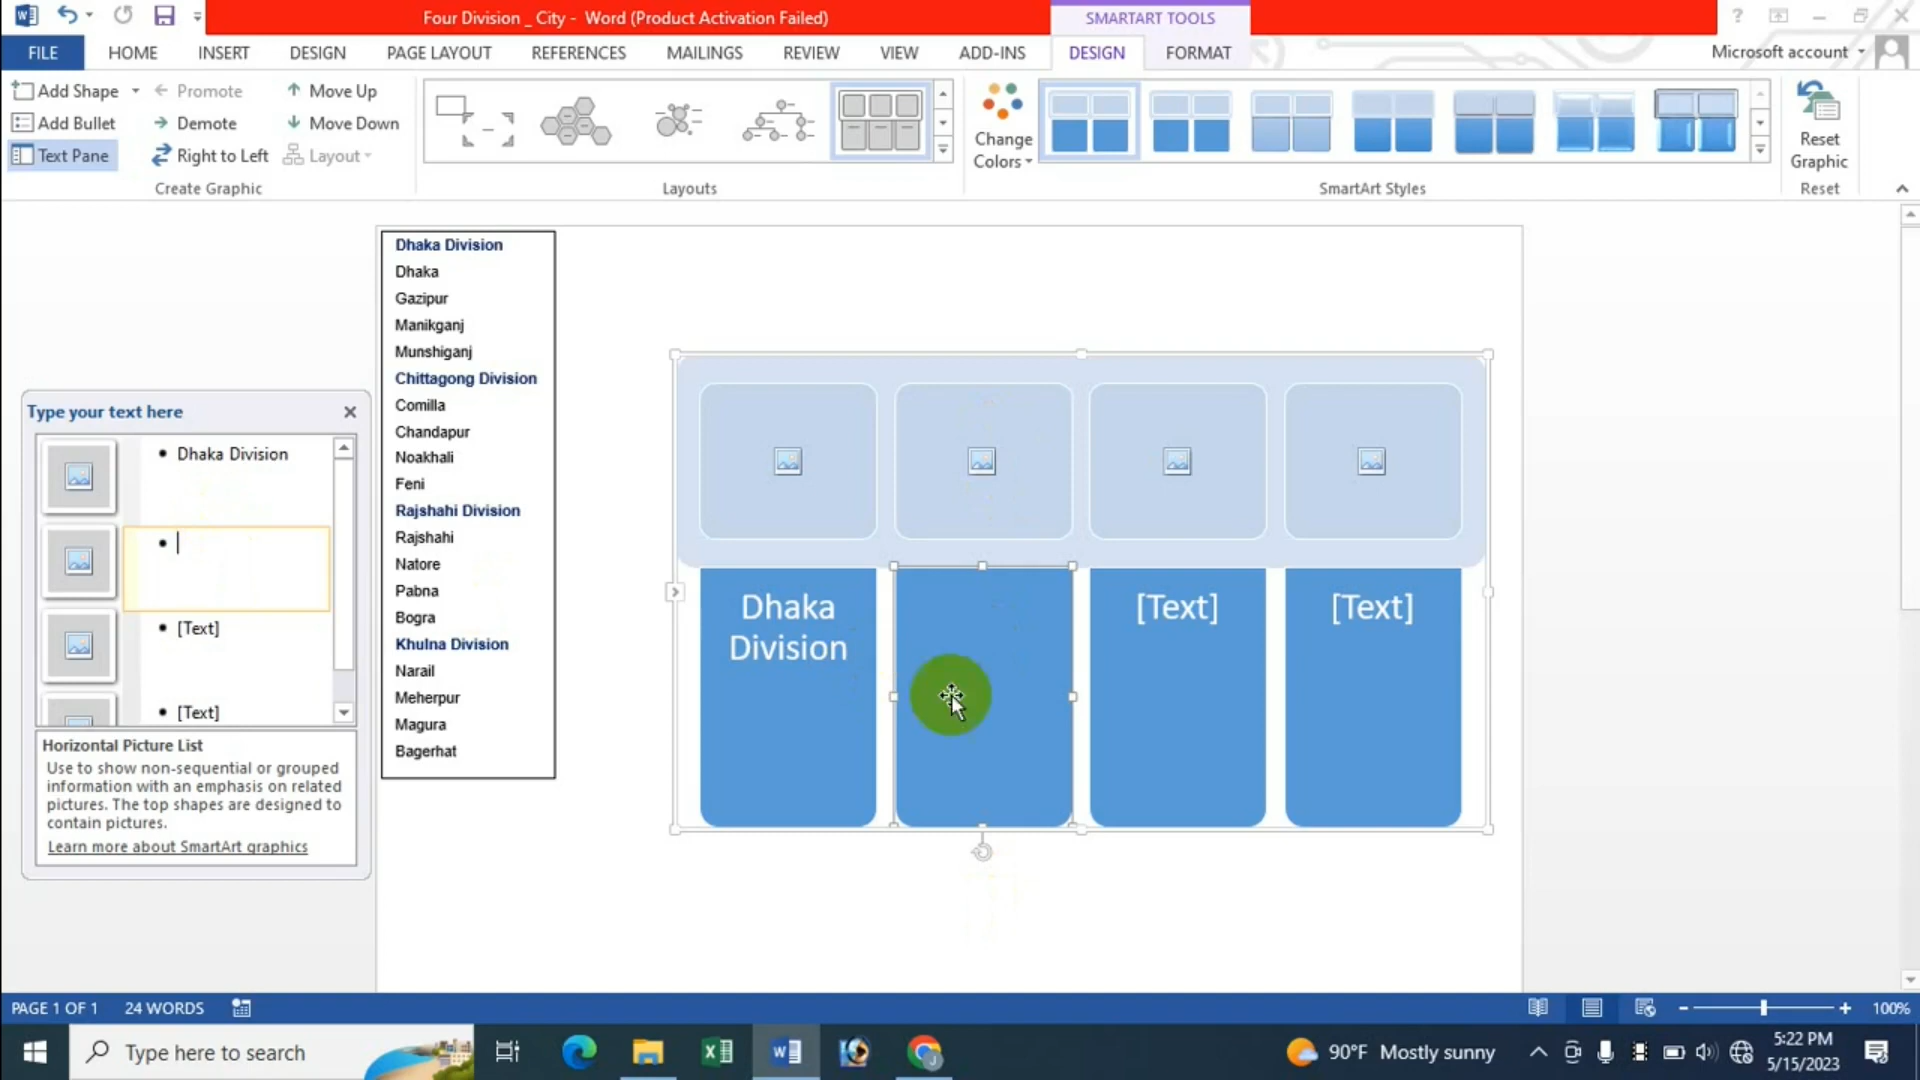 Four Division _ City - Word (Product Activation Failed)
SMARTART TOOLS
?
FILE
HOME
INSERT
DESIGN
PAGE LAYOUT
REFERENCES
MAILINGS
REVIEW
VIEW
ADD-INS
DESIGN
FORMAT
Microsoft account
Add Shape
Promote
Move Up
Add Bullet
Demote
Move Down
Text Pane
Right to Left
Layout
Create Graphic
Layouts
Change
Colors
SmartArt Styles
Reset
Graphic
Reset
Dhaka Division
Dhaka
Gazipur
Manikganj
Munshiganj
Chittagong Division
Comilla
Chandapur
Noakhali
Feni
Rajshahi Division
Rajshahi
Natore
Pabna
Bogra
Khulna Division
Narail
Meherpur
Magura
Bagerhat
Type your text here
• Dhaka Division
•
• [Text]
• [Text]
Horizontal Picture List
Use to show non-sequential or grouped
information with an emphasis on related
pictures. The top shapes are designed to
contain pictures.
Learn more about SmartArt graphics
Dhaka
Division
[Text]
[Text]
PAGE 1 OF 1
24 WORDS
100%
Type here to search
90°F Mostly sunny
5:22 PM
5/15/2023